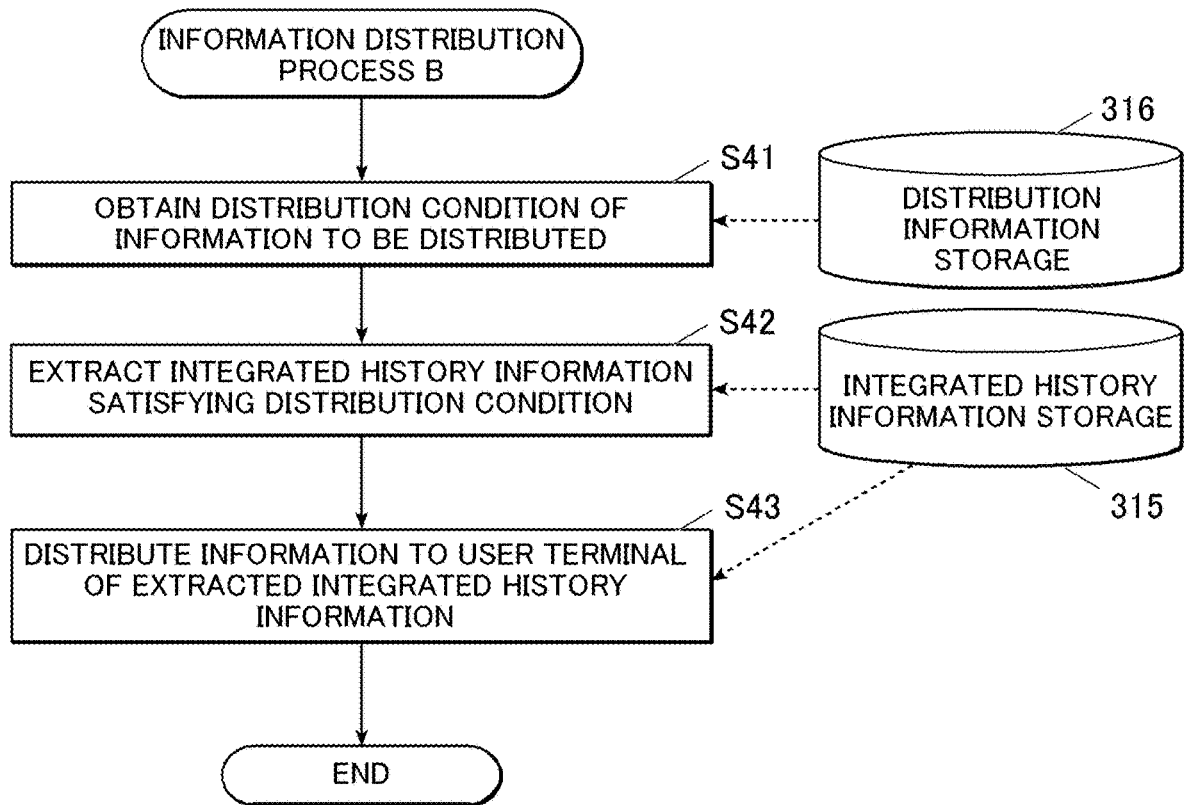 INFORMATION DISTRIBUTION
PROCESS B
316
S41
OBTAIN DISTRIBUTION CONDITION OF
INFORMATION TO BE DISTRIBUTED
DISTRIBUTION
INFORMATION
STORAGE
S42
EXTRACT INTEGRATED HISTORY INFORMATION
SATISFYING DISTRIBUTION CONDITION
INTEGRATED HISTORY
INFORMATION STORAGE
315
S43
DISTRIBUTE INFORMATION TO USER TERMINAL
OF EXTRACTED INTEGRATED HISTORY
INFORMATION
END